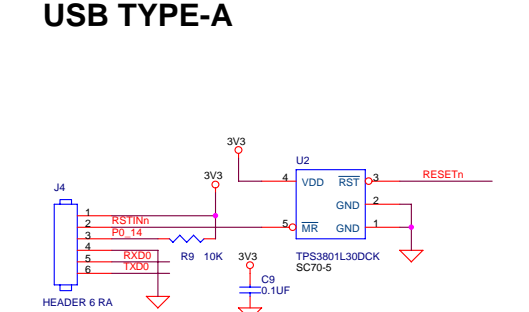 USB TYPE-A
3V3
U2
4 VDD RST 3 RESETn
3V3
J4
GND 2
1
2 RSTINn
5 MR GND 1
3 P0_14
4
R9 10K
3V3
TPS3801L30DCK
SC70-5
5 RXD0
6 TXD0
C9
0.1UF
HEADER 6 RA